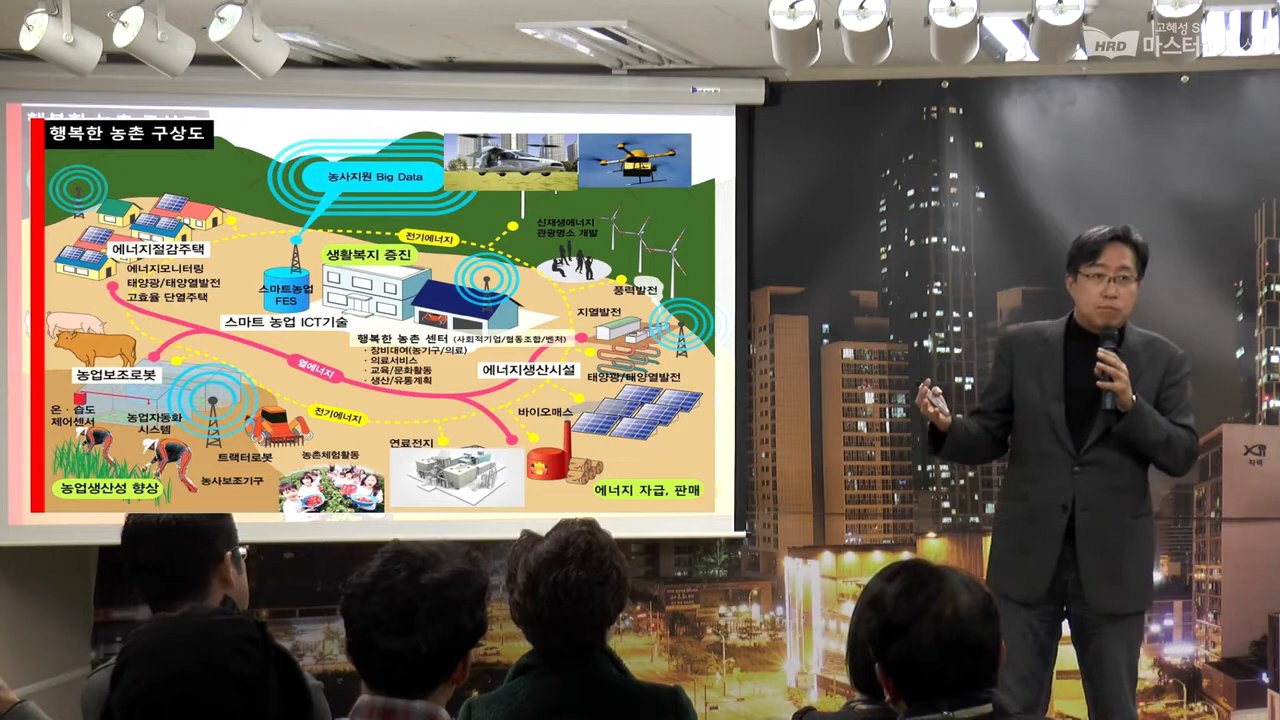 고혜성
HRD 마스터
행복한 농촌 구상도
농사지원 Big Data
전기에너지
신재생에너지
관광명소 개발
에너지절감주택
에너지모니터링
태양광/태양열발전
고효율 단열주택
생활복지 증진
스마트농업
FES
스마트 농업 ICT기술
풍력발전
지열발전
행복한 농촌 센터 (사회적기업/협동조합/벤처)
· 장비대여(농기구/의료)
· 의료서비스
· 교육/문화활동
· 생산/유통계획
열에너지
에너지생산시설
태양광/태양열발전
농업보조로봇
온·습도
제어센서
농업자동화
시스템
전기에너지
바이오매스
트랙터로봇
농촌체험활동
연료전지
농사보조기구
농업생산성 향상
에너지 자급, 판매
XI
자이